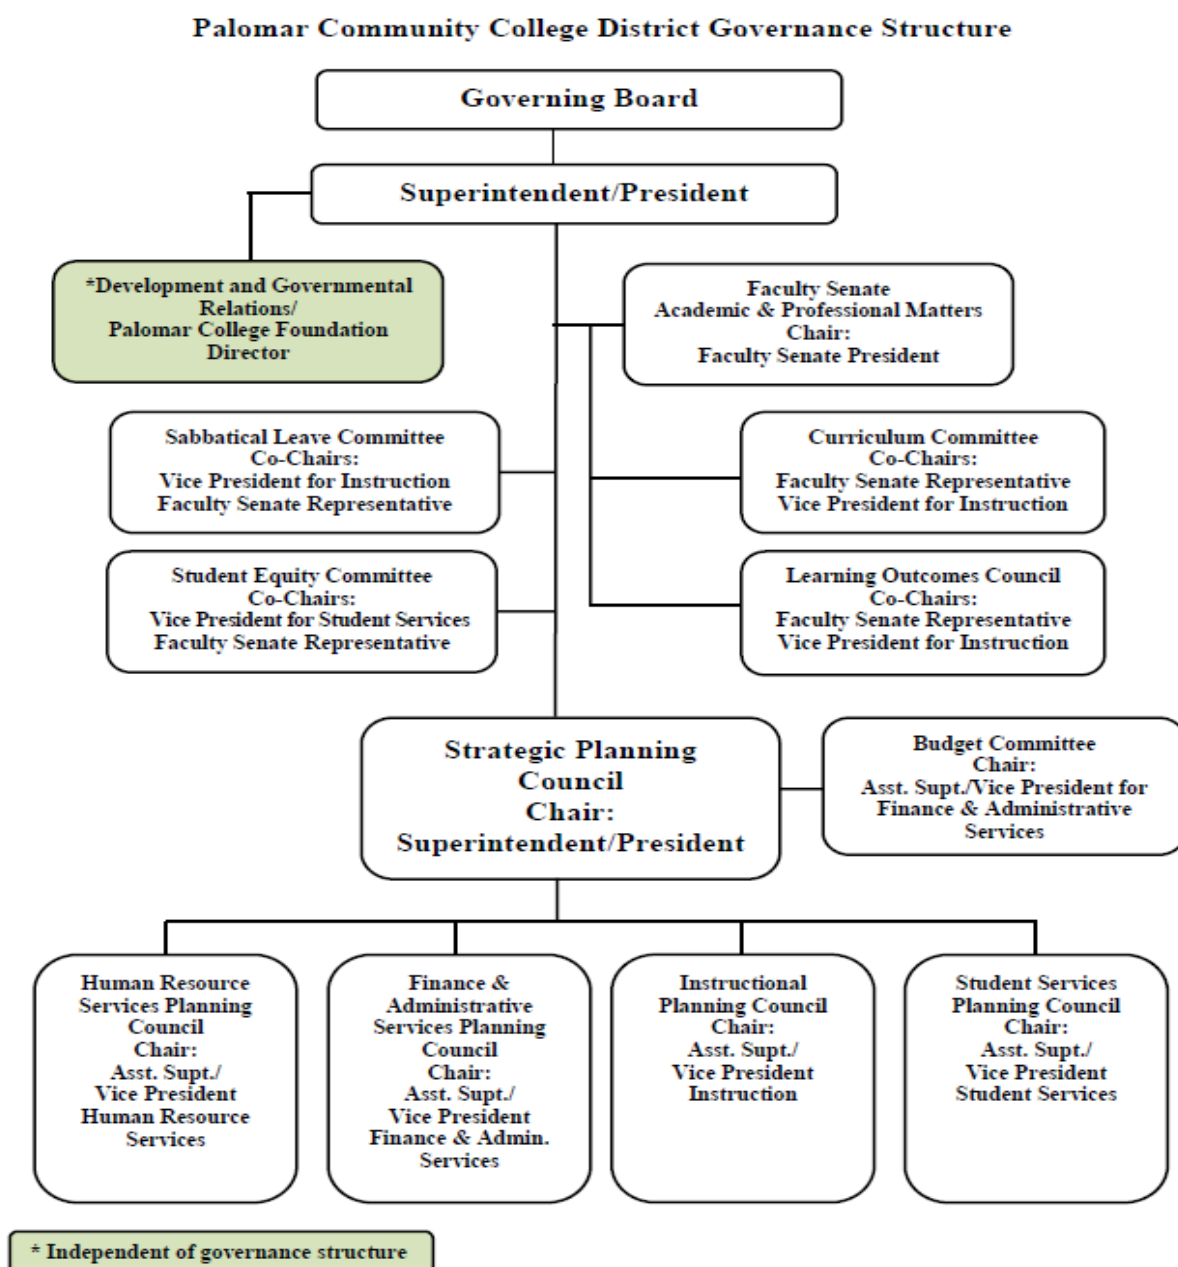 Palomar Community College District Governance Structure
Governing Board
Superintendent/President
*Development and Governmental
Relations/
Palomar College Foundation
Director
Faculty Senate
Academic & Professional Matters
Chair:
Faculty Senate President
Sabbatical Leave Committee
Co-Chairs:
Vice President for Instruction
Faculty Senate Representative
Curriculum Committee
Co-Chairs:
Faculty Senate Representative
Vice President for Instruction
Student Equity Committee
Co-Chairs:
Vice President for Student Services
Faculty Senate Representative
Learning Outcomes Council
Co-Chairs:
Faculty Senate Representative
Vice President for Instruction
Strategic Planning
Council
Chair:
Superintendent/President
Budget Committee
Chair:
Asst. Supt./Vice President for
Finance & Administrative
Services
Human Resource
Services Planning
Council
Chair:
Asst. Supt./
Vice President
Human Resource
Services
Finance &
Administrative
Services Planning
Council
Chair:
Asst. Supt./
Vice President
Finance & Admin.
Services
Instructional
Planning Council
Chair:
Asst. Supt./
Vice President
Instruction
Student Services
Planning Council
Chair:
Asst. Supt./
Vice President
Student Services
* Independent of governance structure